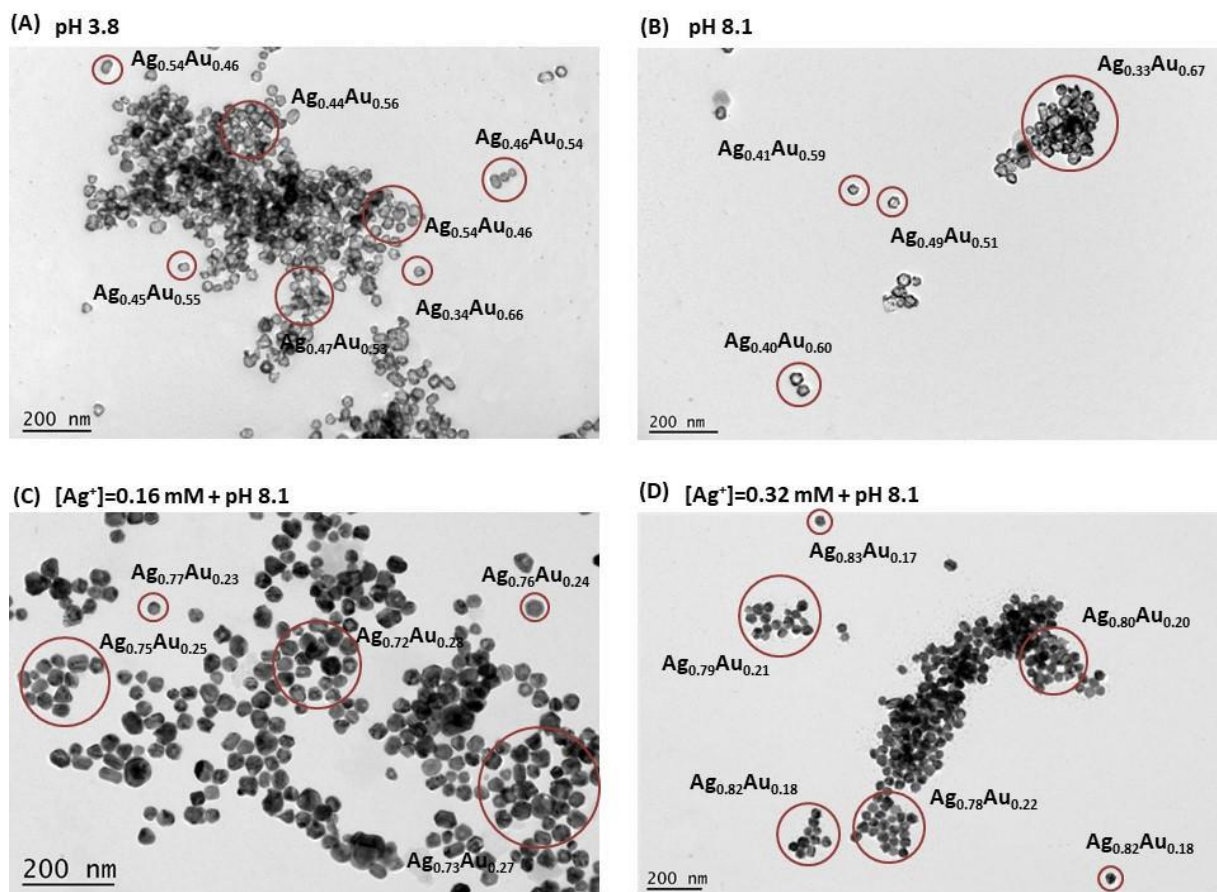 (A) pH 3.8
Ag0.54Au0.46
Ag0.44Au0.56
Ag0.46Au0.54
Ag0.54Au0.46
Ag0.45Au0.55
Ag0.34Au0.66
Ag0.47Au0.53
200 nm
(B) pH 8.1
Ag0.33Au0.67
Ag0.41Au0.59
Ag0.49Au0.51
Ag0.40Au0.60
200 nm
(C) [Ag⁺]=0.16 mM + pH 8.1
Ag0.77Au0.23
Ag0.76Au0.24
Ag0.75Au0.25
Ag0.72Au0.28
Ag0.73Au0.27
200 nm
(D) [Ag⁺]=0.32 mM + pH 8.1
Ag0.83Au0.17
Ag0.80Au0.20
Ag0.79Au0.21
Ag0.82Au0.18
Ag0.78Au0.22
Ag0.82Au0.18
200 nm